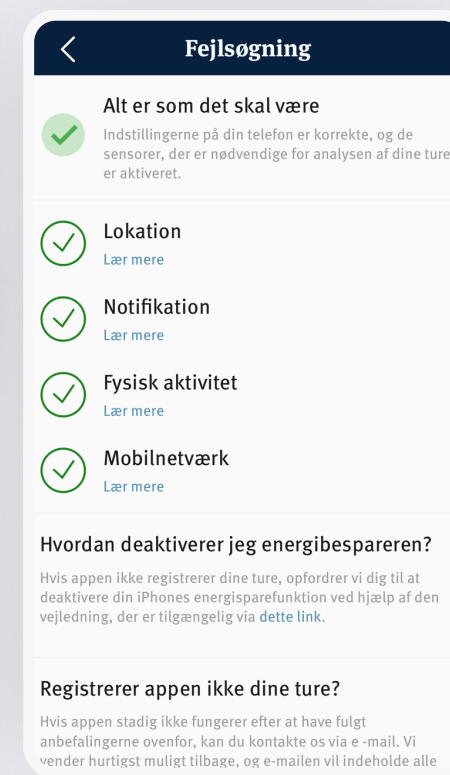 Fejlsøgning
Alt er som det skal være
Indstillingerne på din telefon er korrekte, og de
sensorer, der er nødvendige for analysen af dine ture
er aktiveret.
Lokation
Lær mere
Notifikation
Lær mere
Fysisk aktivitet
Lær mere
Mobilnetværk
Lær mere
Hvordan deaktiverer jeg energibespareren?
Hvis appen ikke registrerer dine ture, opfordrer vi dig til at
deaktivere din iPhones energisparefunktion ved hjælp af den
vejledning, der er tilgængelig via dette link.
Registrerer appen ikke dine ture?
Hvis appen stadig ikke fungerer efter at have fulgt
anbefalingerne ovenfor, kan du kontakte os via e -mail. Vi
vender hurtigst muligt tilbage, og e-mailen vil indeholde alle